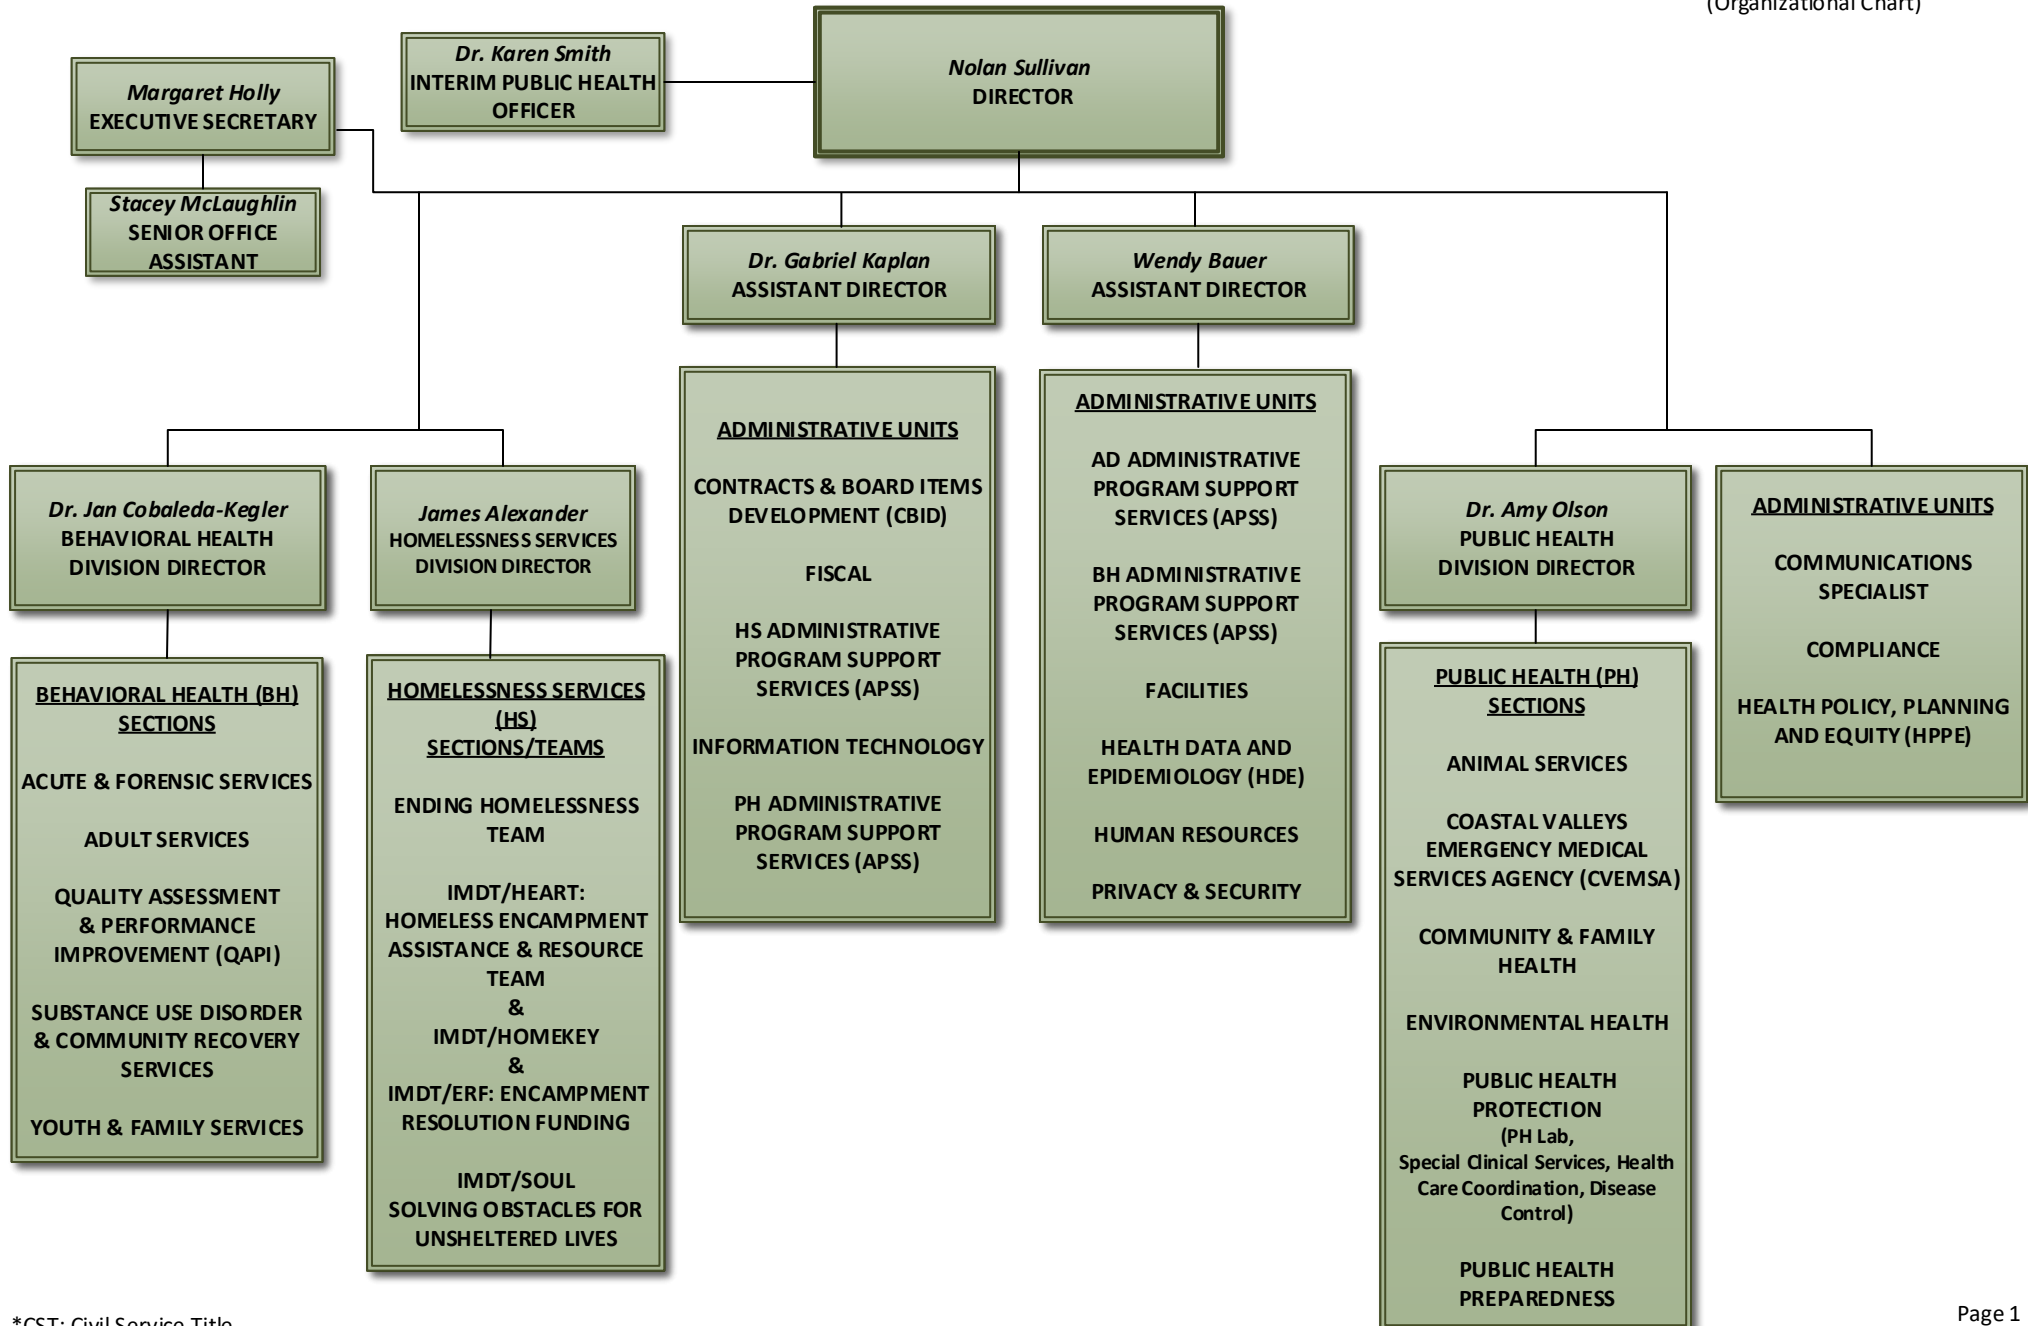 (Organizational Chart)
Dr. Karen Smith
INTERIM PUBLIC HEALTH
OFFICER
Nolan Sullivan
DIRECTOR
Margaret Holly
EXECUTIVE SECRETARY
Stacey McLaughlin
SENIOR OFFICE
ASSISTANT
Dr. Gabriel Kaplan
ASSISTANT DIRECTOR
Wendy Bauer
ASSISTANT DIRECTOR
Dr. Jan Cobaleda-Kegler
BEHAVIORAL HEALTH
DIVISION DIRECTOR
James Alexander
HOMELESSNESS SERVICES
DIVISION DIRECTOR
ADMINISTRATIVE UNITS
CONTRACTS & BOARD ITEMS
DEVELOPMENT (CBID)
FISCAL
HS ADMINISTRATIVE
PROGRAM SUPPORT
SERVICES (APSS)
INFORMATION TECHNOLOGY
PH ADMINISTRATIVE
PROGRAM SUPPORT
SERVICES (APSS)
ADMINISTRATIVE UNITS
AD ADMINISTRATIVE
PROGRAM SUPPORT
SERVICES (APSS)
BH ADMINISTRATIVE
PROGRAM SUPPORT
SERVICES (APSS)
FACILITIES
HEALTH DATA AND
EPIDEMIOLOGY (HDE)
HUMAN RESOURCES
PRIVACY & SECURITY
Dr. Amy Olson
PUBLIC HEALTH
DIVISION DIRECTOR
ADMINISTRATIVE UNITS
COMMUNICATIONS
SPECIALIST
COMPLIANCE
HEALTH POLICY, PLANNING
AND EQUITY (HPPE)
BEHAVIORAL HEALTH (BH)
SECTIONS
ACUTE & FORENSIC SERVICES
ADULT SERVICES
QUALITY ASSESSMENT
& PERFORMANCE
IMPROVEMENT (QAPI)
SUBSTANCE USE DISORDER
& COMMUNITY RECOVERY
SERVICES
YOUTH & FAMILY SERVICES
HOMELESSNESS SERVICES
(HS)
SECTIONS/TEAMS
ENDING HOMELESSNESS
TEAM
IMDT/HEART:
HOMELESS ENCAMPMENT
ASSISTANCE & RESOURCE
TEAM
&
IMDT/HOMEKEY
&
IMDT/ERF: ENCAMPMENT
RESOLUTION FUNDING
IMDT/SOUL
SOLVING OBSTACLES FOR
UNSHELTERED LIVES
PUBLIC HEALTH (PH)
SECTIONS
ANIMAL SERVICES
COASTAL VALLEYS
EMERGENCY MEDICAL
SERVICES AGENCY (CVEMSA)
COMMUNITY & FAMILY
HEALTH
ENVIRONMENTAL HEALTH
PUBLIC HEALTH
PROTECTION
(PH Lab,
Special Clinical Services, Health
Care Coordination, Disease
Control)
PUBLIC HEALTH
PREPAREDNESS
*CST: Civil Service Title
Page 1